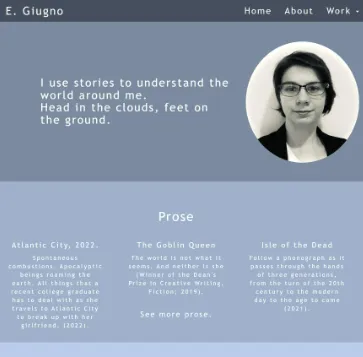 E. Giugno
Home About Work
I use stories to understand the
world around me.
Head in the clouds, feet on
the ground.
Prose
Atlantic City, 2022.
Spontaneous
combustions. Apocalyptic
beings roaming the
earth. All things that a
recent college graduate
has to deal with as she
travels to Atlantic City
to break up with her
girlfriend. (2022).
The Goblin Queen
The world is not what it
seems. And neither is she
(Winner of the Dean's
Prize in Creative Writing,
Fiction; 2019).
See more prose.
Isle of the Dead
Follow a phonograph as it
passes through the hands
of three generations,
from the turn of the 20th
century to the modern
day to the age to come
(2021).